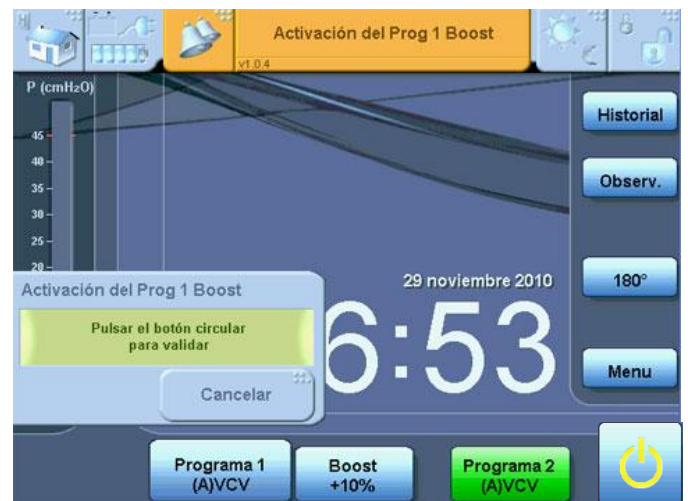 H
Activación del Prog 1 Boost
v1.0.4
P (cmH2O)
45
40
35
30
25
20
Historial
Observ.
180°
Menu
29 noviembre 2010
6:53
Activación del Prog 1 Boost
Pulsar el botón circular
para validar
Cancelar
Programa 1
(A)VCV
Boost
+10%
Programa 2
(A)VCV